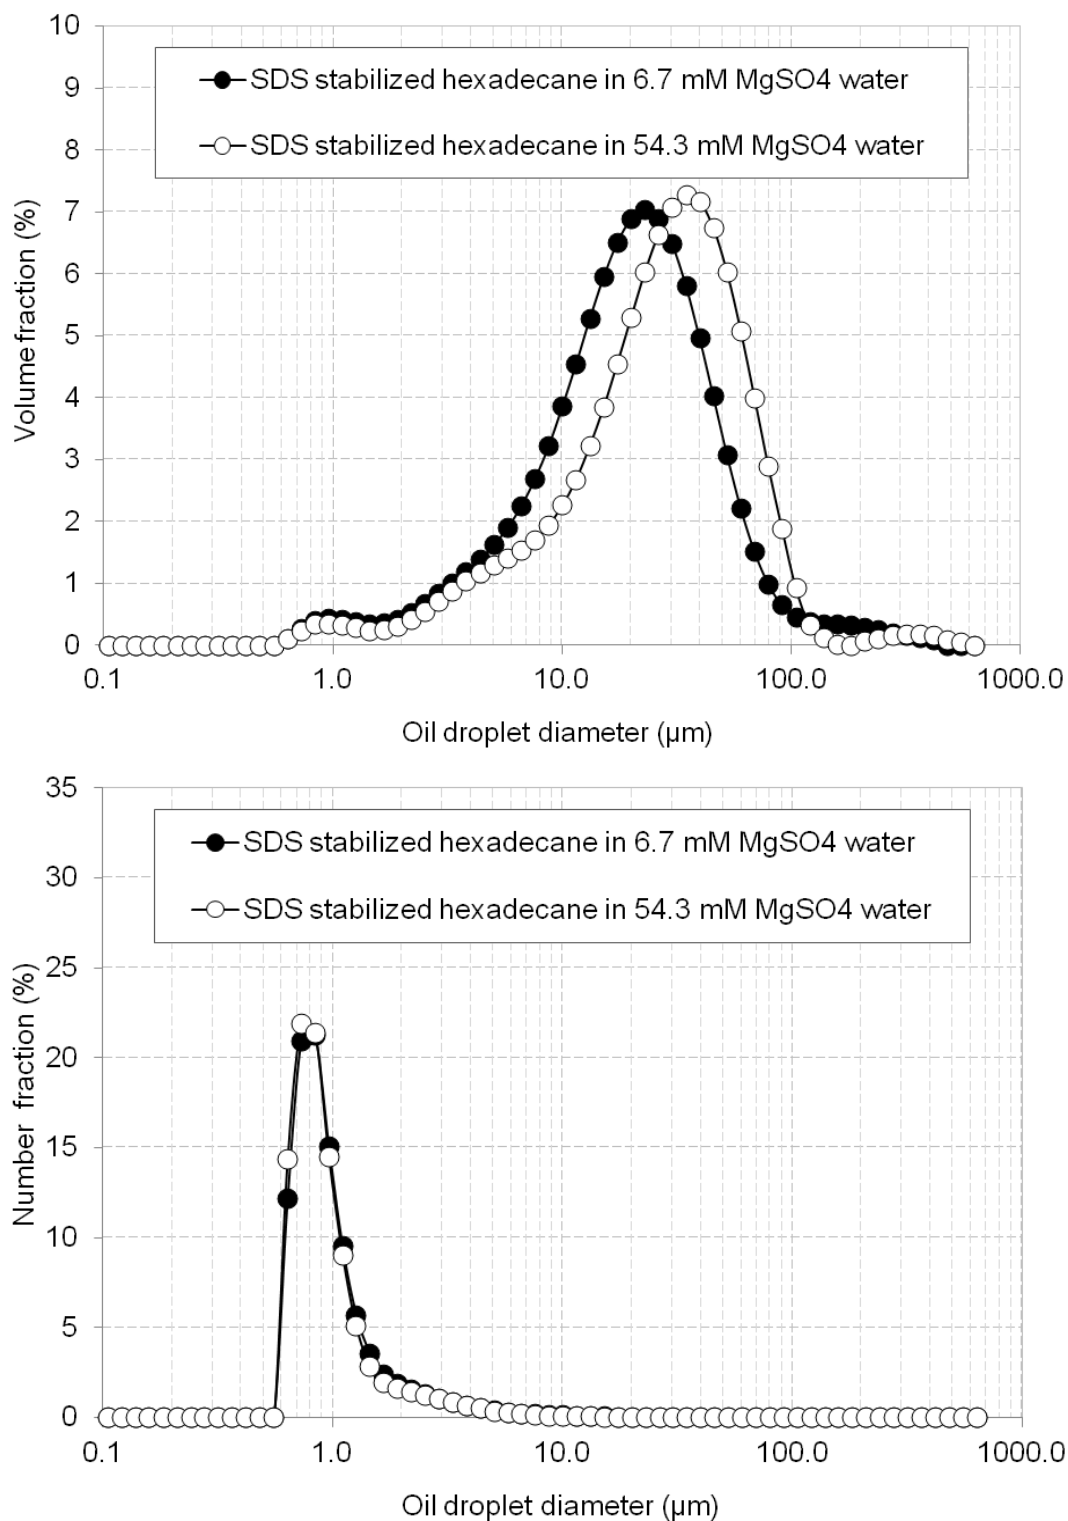 10
9
8
7
6
5
4
3
2
1
0
Volume fraction (%)
SDS stabilized hexadecane in 6.7 mM MgSO4 water
SDS stabilized hexadecane in 54.3 mM MgSO4 water
0.1 1.0 10.0 100.0 1000.0
Oil droplet diameter (µm)
35
30
25
20
15
10
5
0
Number fraction (%)
SDS stabilized hexadecane in 6.7 mM MgSO4 water
SDS stabilized hexadecane in 54.3 mM MgSO4 water
0.1 1.0 10.0 100.0 1000.0
Oil droplet diameter (µm)